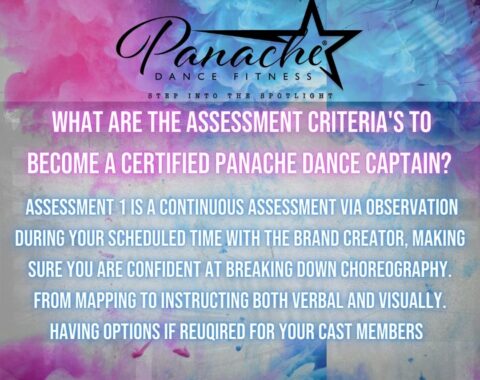 Panache®
DANCE FITNESS
STEP INTO THE SPOTLIGHT
WHAT ARE THE ASSESSMENT CRITERIA'S TO
BECOME A CERTIFIED PANACHE DANCE CAPTAIN?
ASSESSMENT 1 IS A CONTINUOUS ASSESSMENT VIA OBSERVATION
DURING YOUR SCHEDULED TIME WITH THE BRAND CREATOR, MAKING
SURE YOU ARE CONFIDENT AT BREAKING DOWN CHOREOGRAPHY.
FROM MAPPING TO INSTRUCTING BOTH VERBAL AND VISUALLY.
HAVING OPTIONS IF REUQIRED FOR YOUR CAST MEMBERS